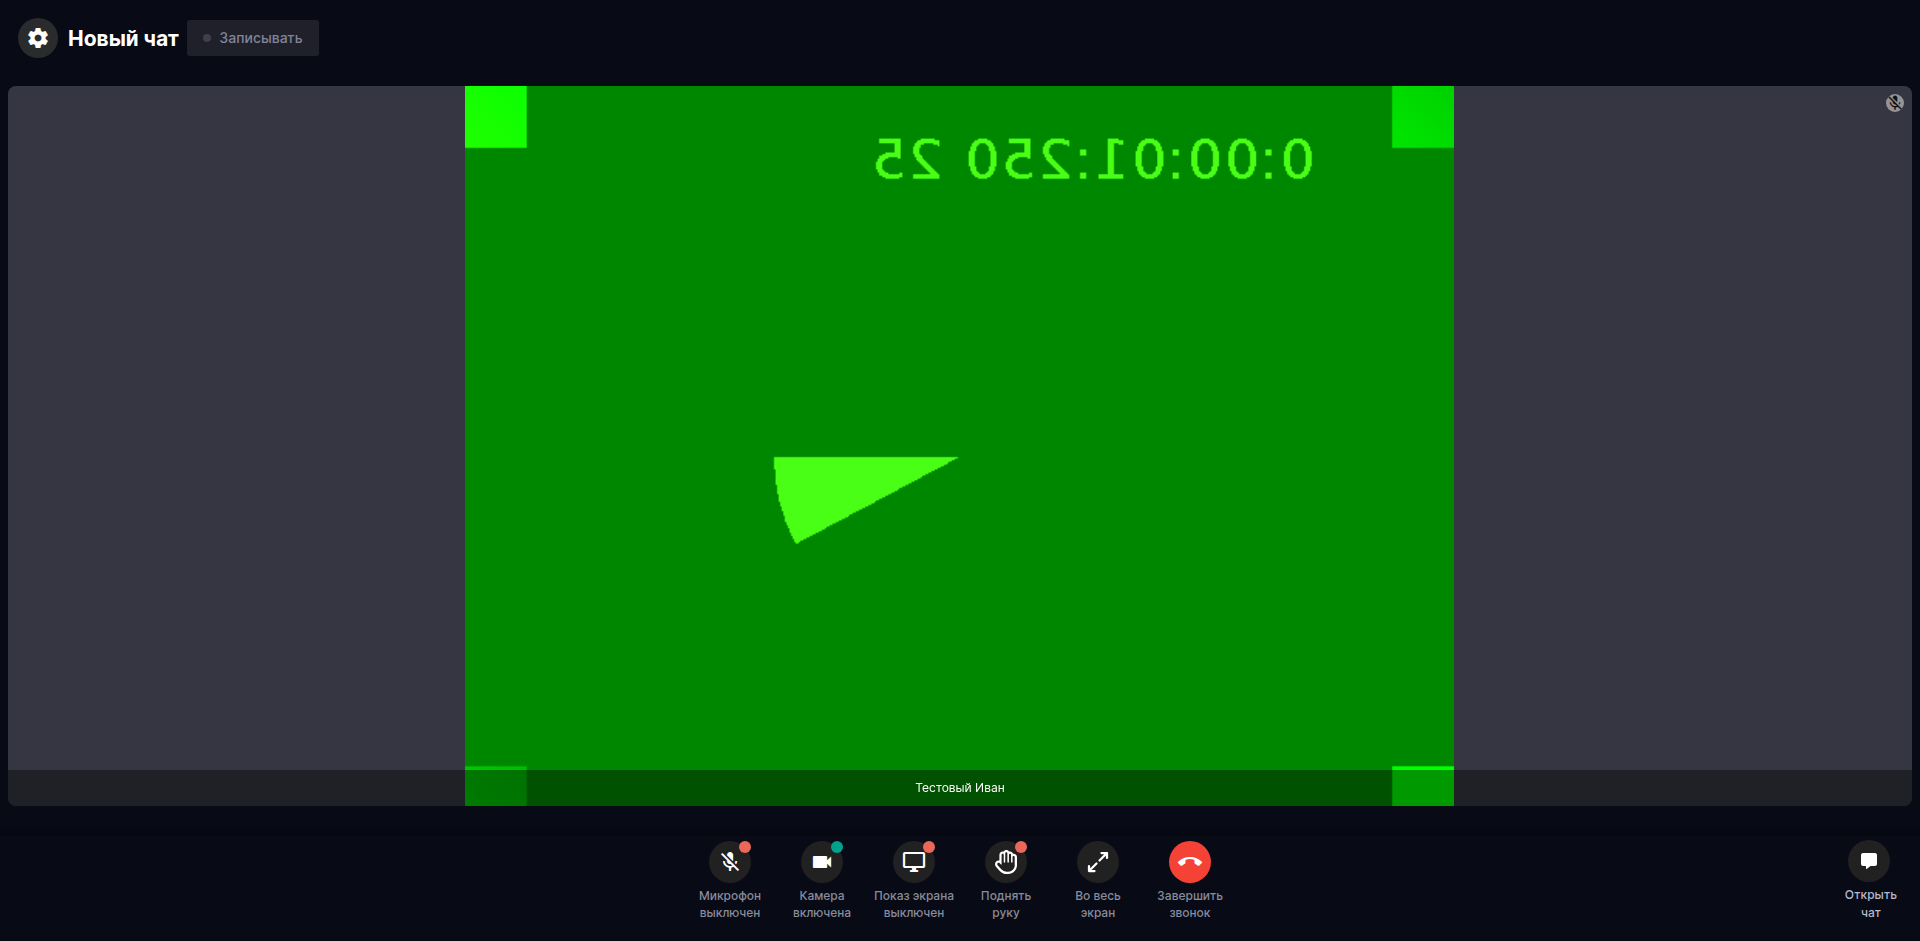 Новый чат
Записывать
0:00:01:250 25
Тестовый Иван
Микрофон
выключен
Камера
включена
Показ экрана
выключен
Поднять
руку
Во весь
экран
Завершить
звонок
Открыть
чат